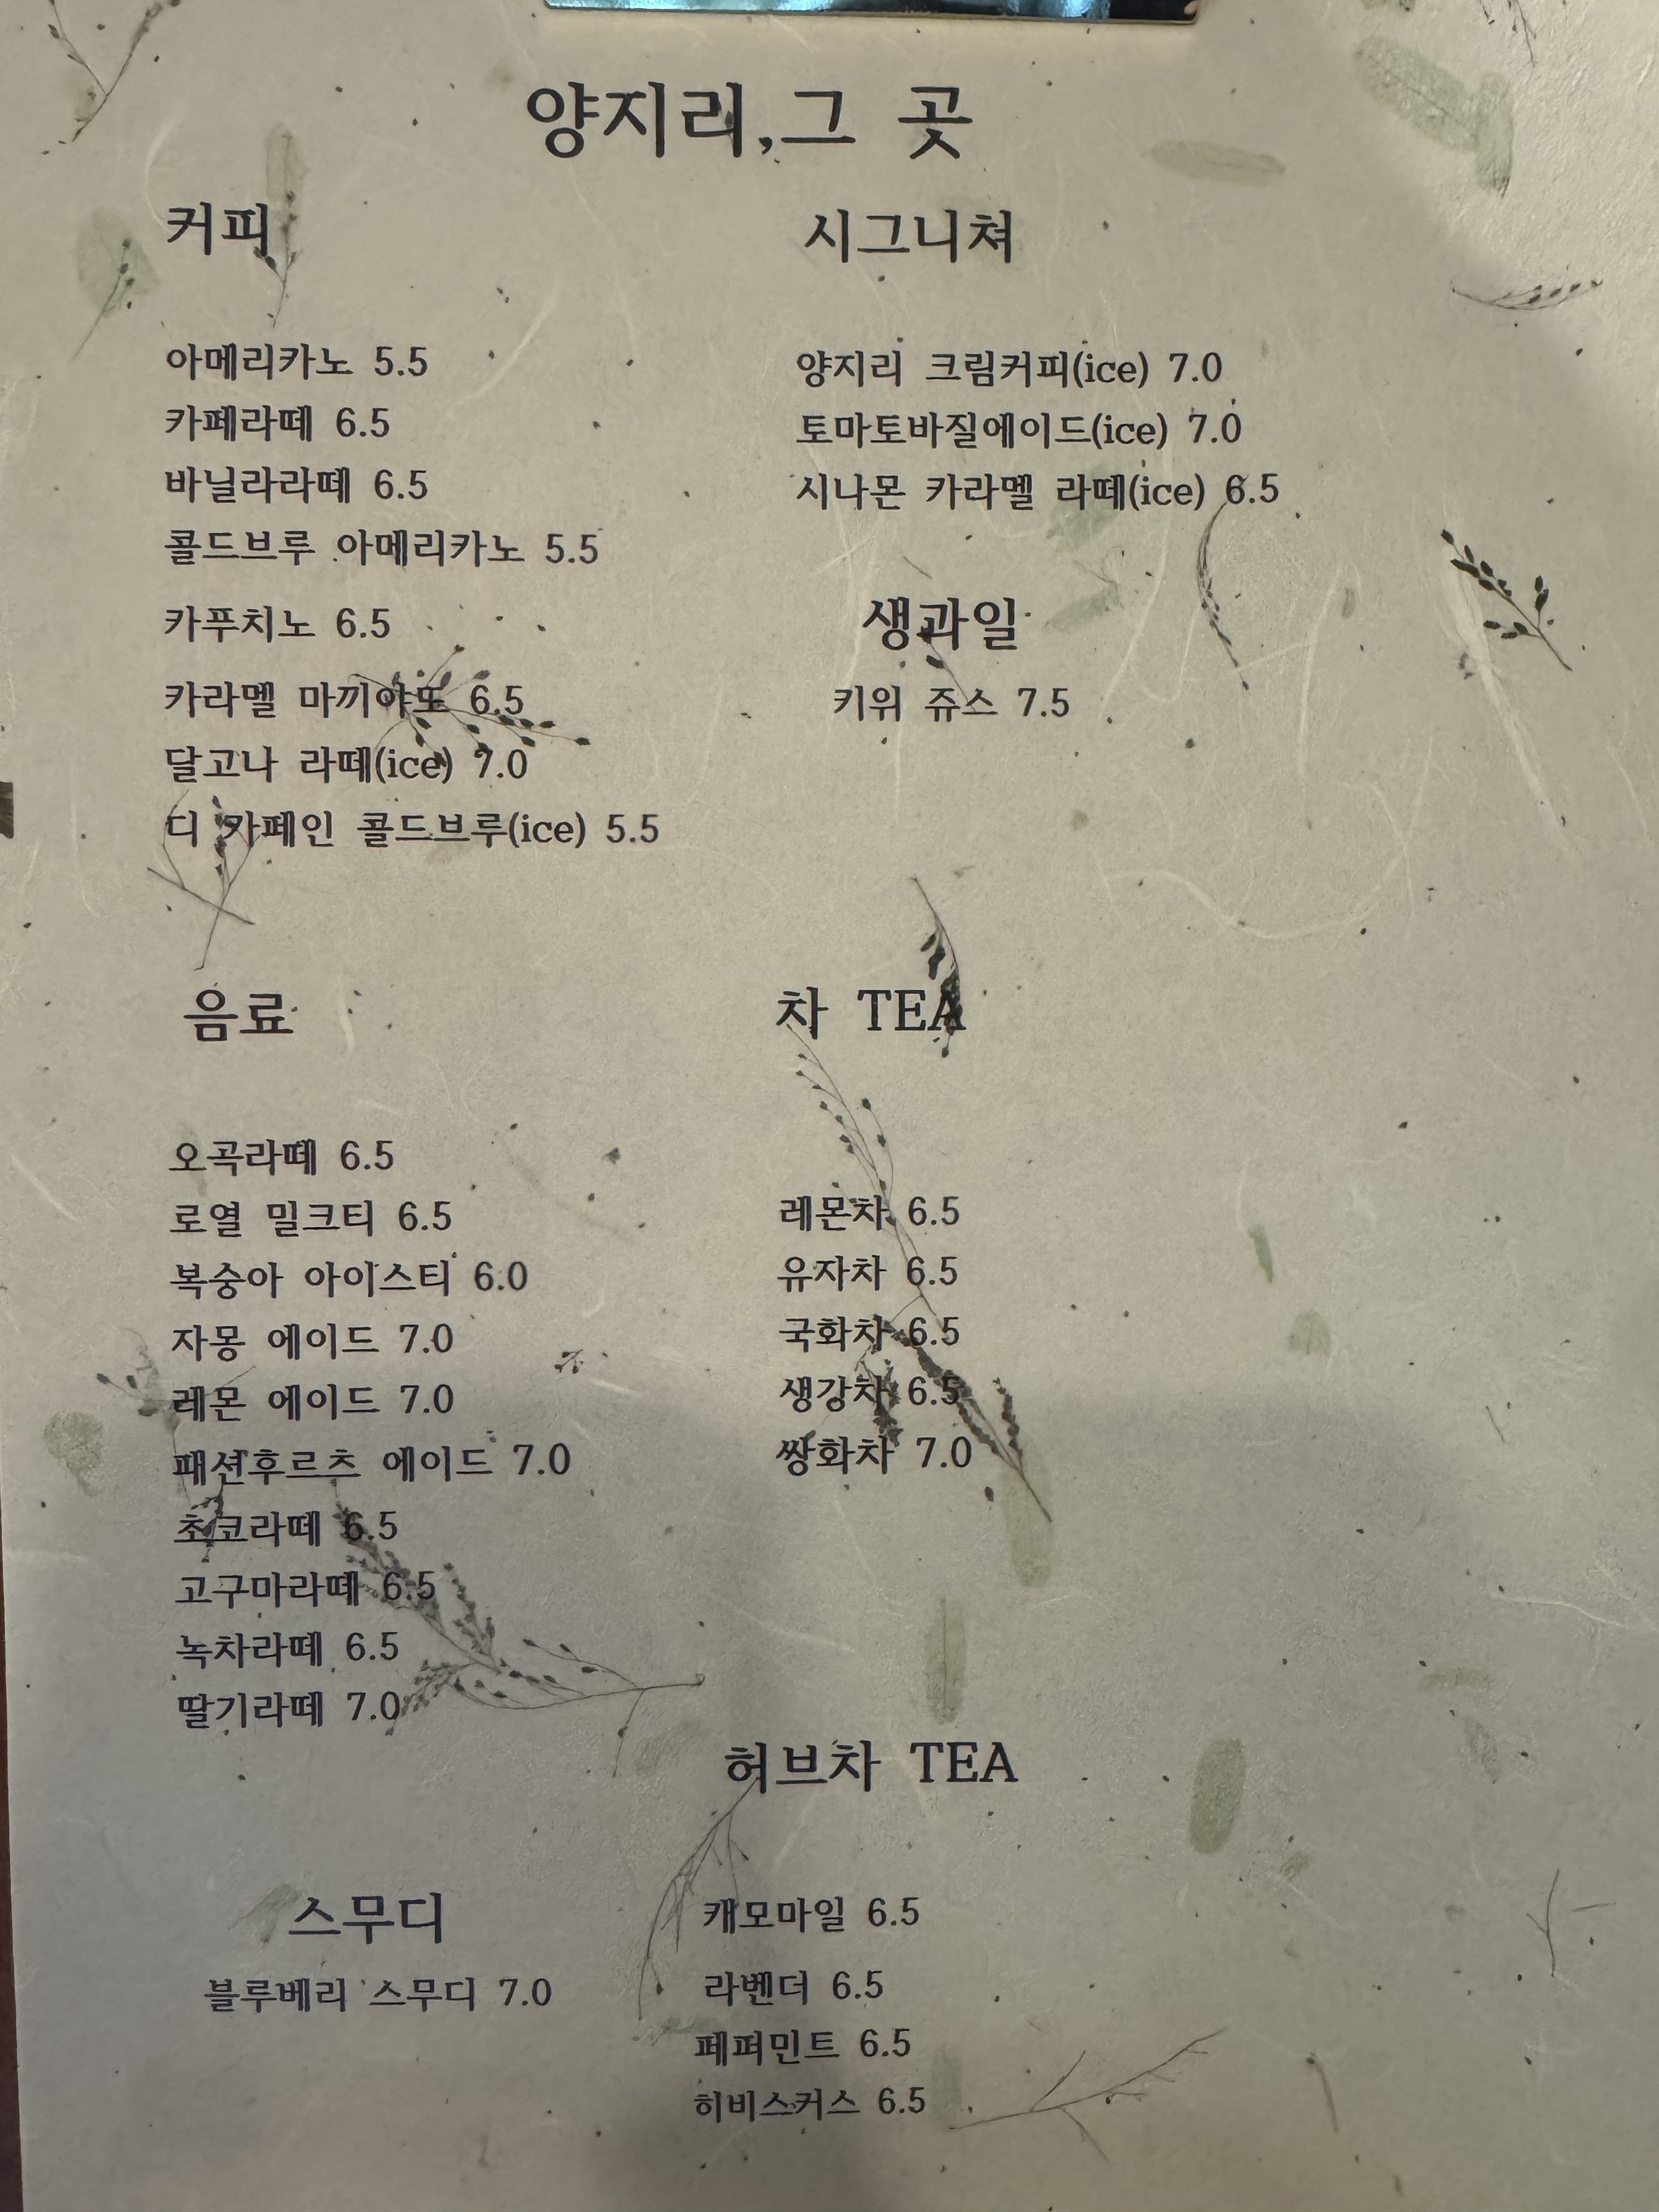 양지리,그 곳
커피
아메리카노 5.5
카페라떼 6.5
바닐라라떼 6.5
콜드브루 아메리카노 5.5
카푸치노 6.5
카라멜 마끼야또 6.5
달고나 라떼(ice) 7.0
디 카페인 콜드브루(ice) 5.5
시그니쳐
양지리 크림커피(ice) 7.0
토마토바질에이드(ice) 7.0
시나몬 카라멜 라떼(ice) 6.5
생과일
키위 쥬스 7.5
음료
오곡라떼 6.5
로열 밀크티 6.5
복숭아 아이스티 6.0
자몽 에이드 7.0
레몬 에이드 7.0
패션후르츠 에이드 7.0
초코라떼 6.5
고구마라떼 6.5
녹차라떼 6.5
딸기라떼 7.0
차 TEA
레몬차 6.5
유자차 6.5
국화차 6.5
생강차 6.5
쌍화차 7.0
스무디
블루베리 스무디 7.0
허브차 TEA
캐모마일 6.5
라벤더 6.5
페퍼민트 6.5
히비스커스 6.5